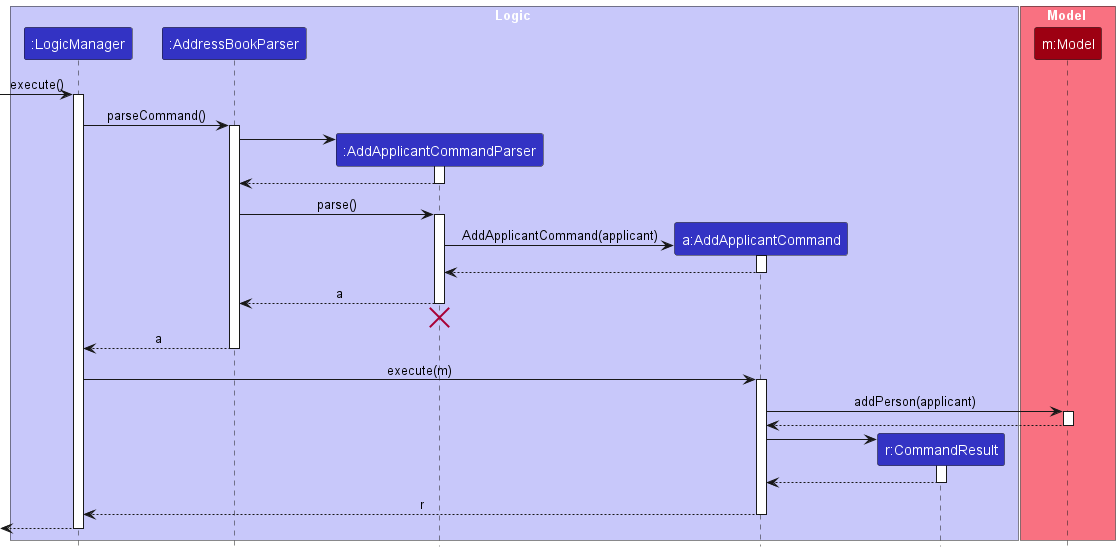 Logic
Model
:LogicManager
:AddressBookParser
m:Model
execute()
parseCommand()
:AddApplicantCommandParser
parse()
AddApplicantCommand(applicant)
a:AddApplicantCommand
a
a
execute(m)
addPerson(applicant)
r:CommandResult
r